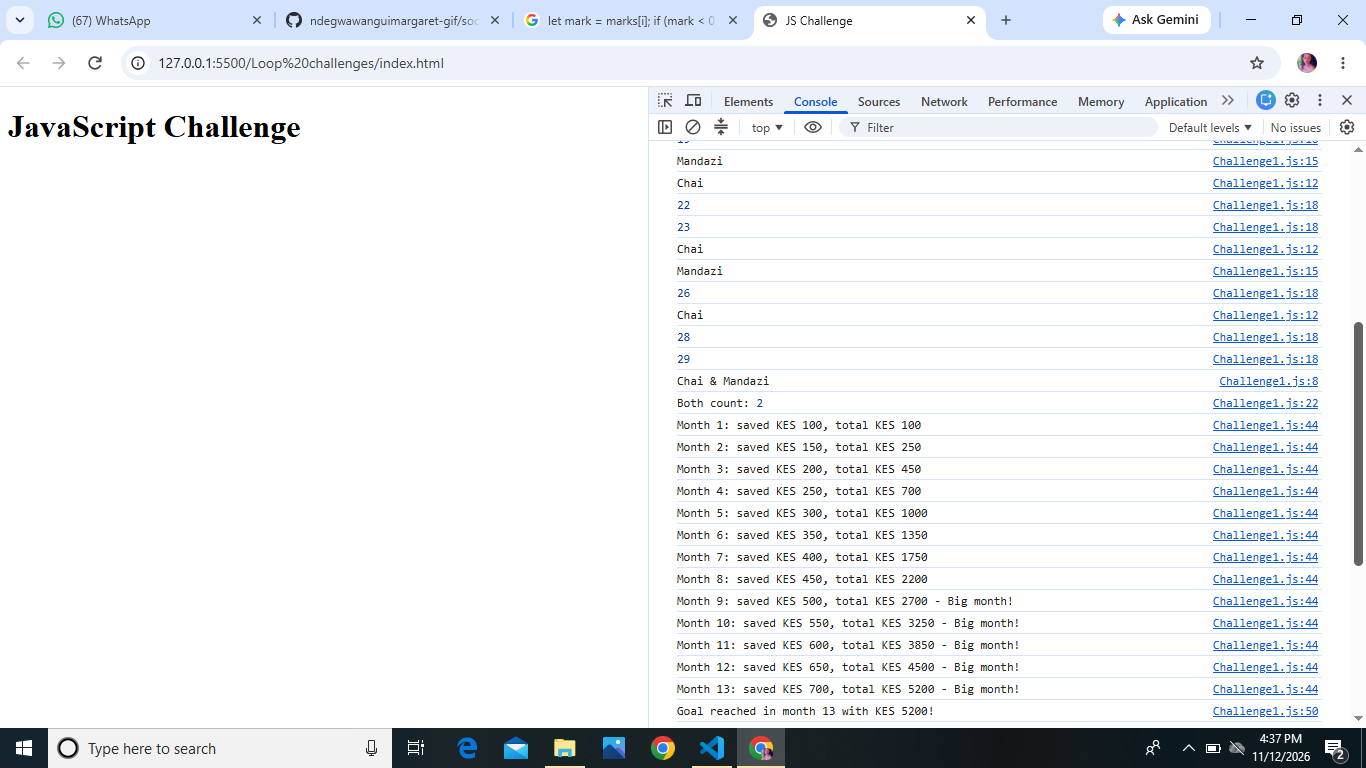 (67) WhatsApp
ndegwawanguimargaret-gif/soc
let mark = marks[i]; if (mark < 0
JS Challenge
Ask Gemini
127.0.0.1:5500/Loop%20challenges/index.html
JavaScript Challenge
Elements Console Sources Network Performance Memory Application
top Filter Default levels No issues
19 Challenge1.js:18
Mandazi Challenge1.js:15
Chai Challenge1.js:12
22 Challenge1.js:18
23 Challenge1.js:18
Chai Challenge1.js:12
Mandazi Challenge1.js:15
26 Challenge1.js:18
Chai Challenge1.js:12
28 Challenge1.js:18
29 Challenge1.js:18
Chai & Mandazi Challenge1.js:8
Both count: 2 Challenge1.js:22
Month 1: saved KES 100, total KES 100 Challenge1.js:44
Month 2: saved KES 150, total KES 250 Challenge1.js:44
Month 3: saved KES 200, total KES 450 Challenge1.js:44
Month 4: saved KES 250, total KES 700 Challenge1.js:44
Month 5: saved KES 300, total KES 1000 Challenge1.js:44
Month 6: saved KES 350, total KES 1350 Challenge1.js:44
Month 7: saved KES 400, total KES 1750 Challenge1.js:44
Month 8: saved KES 450, total KES 2200 Challenge1.js:44
Month 9: saved KES 500, total KES 2700 - Big month! Challenge1.js:44
Month 10: saved KES 550, total KES 3250 - Big month! Challenge1.js:44
Month 11: saved KES 600, total KES 3850 - Big month! Challenge1.js:44
Month 12: saved KES 650, total KES 4500 - Big month! Challenge1.js:44
Month 13: saved KES 700, total KES 5200 - Big month! Challenge1.js:44
Goal reached in month 13 with KES 5200! Challenge1.js:50
Type here to search
4:37 PM
11/12/2026
2